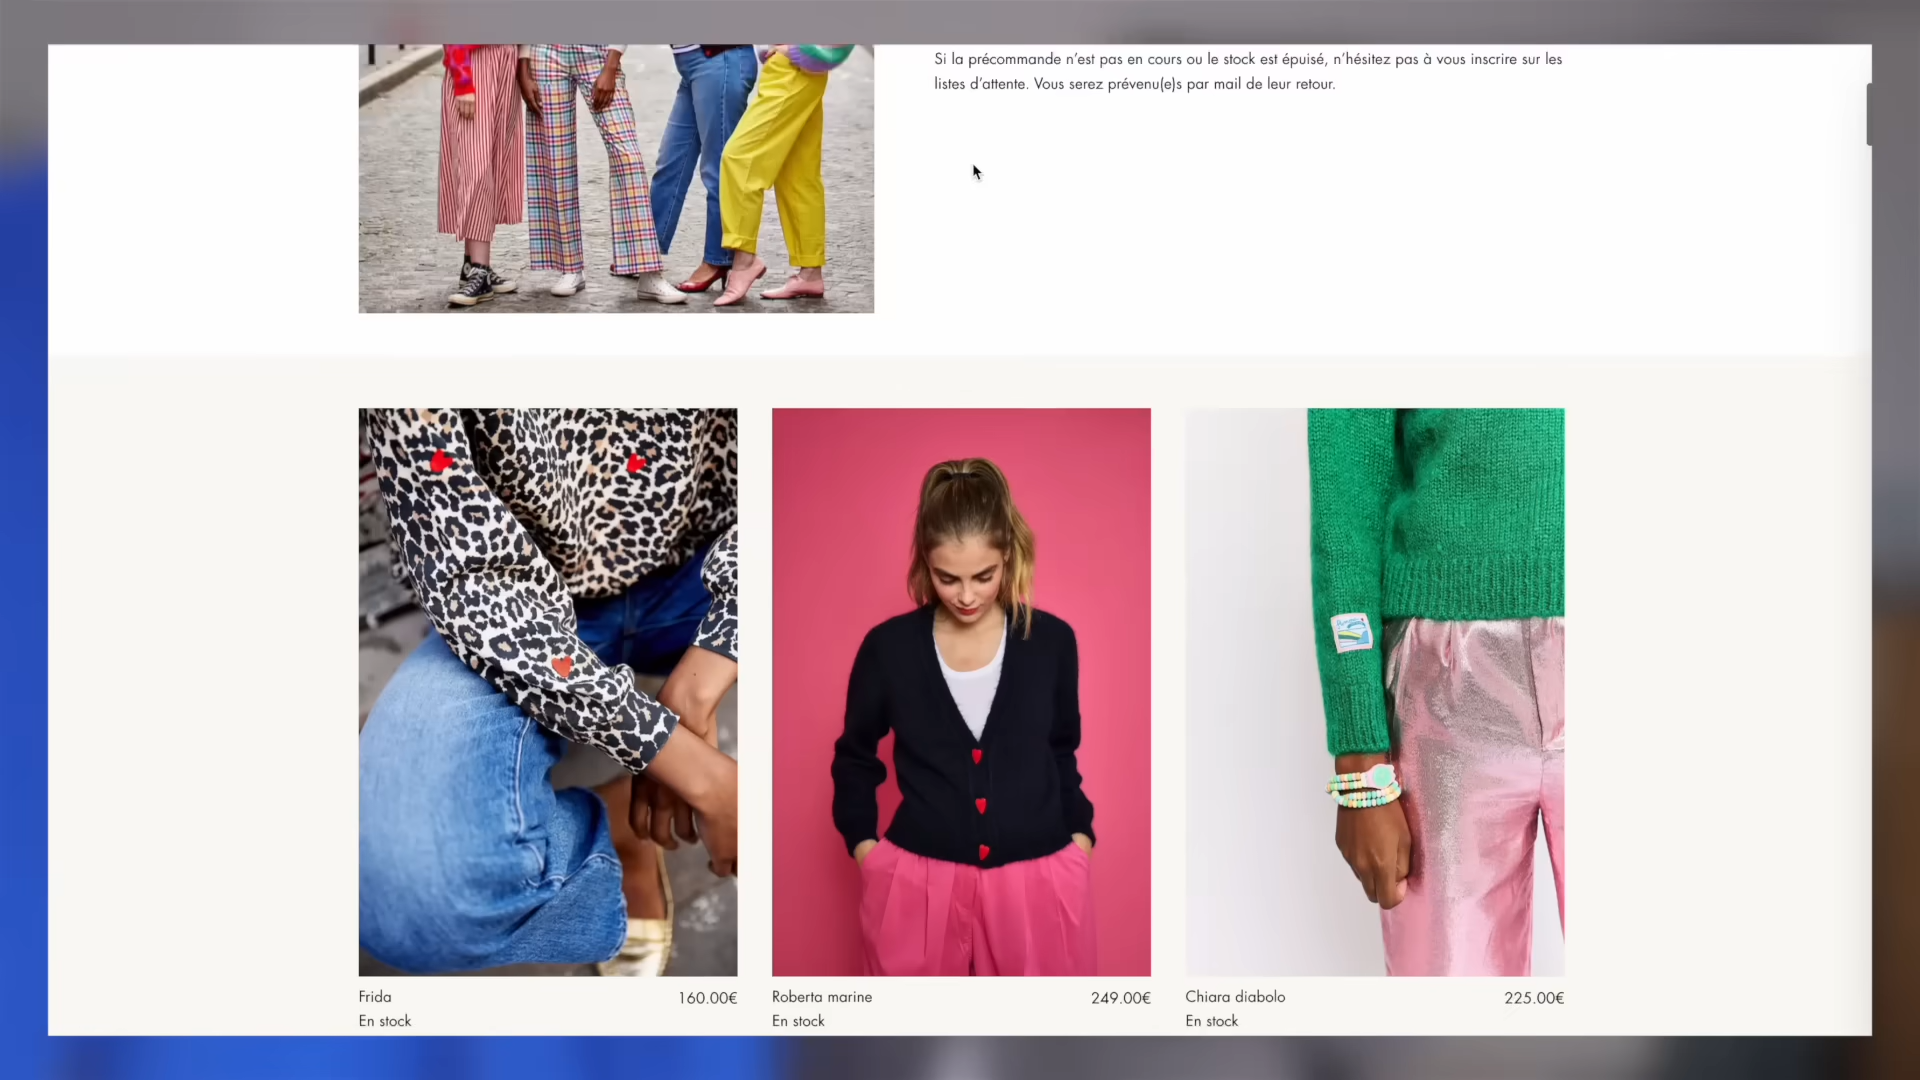 Si la précommande n’est pas en cours ou le stock est épuisé, n’hésitez pas à vous inscrire sur les
listes d’attente. Vous serez prévenu(e)s par mail de leur retour.
Frida 160.00€
En stock
Roberta marine 249.00€
En stock
Chiara diabolo 225.00€
En stock